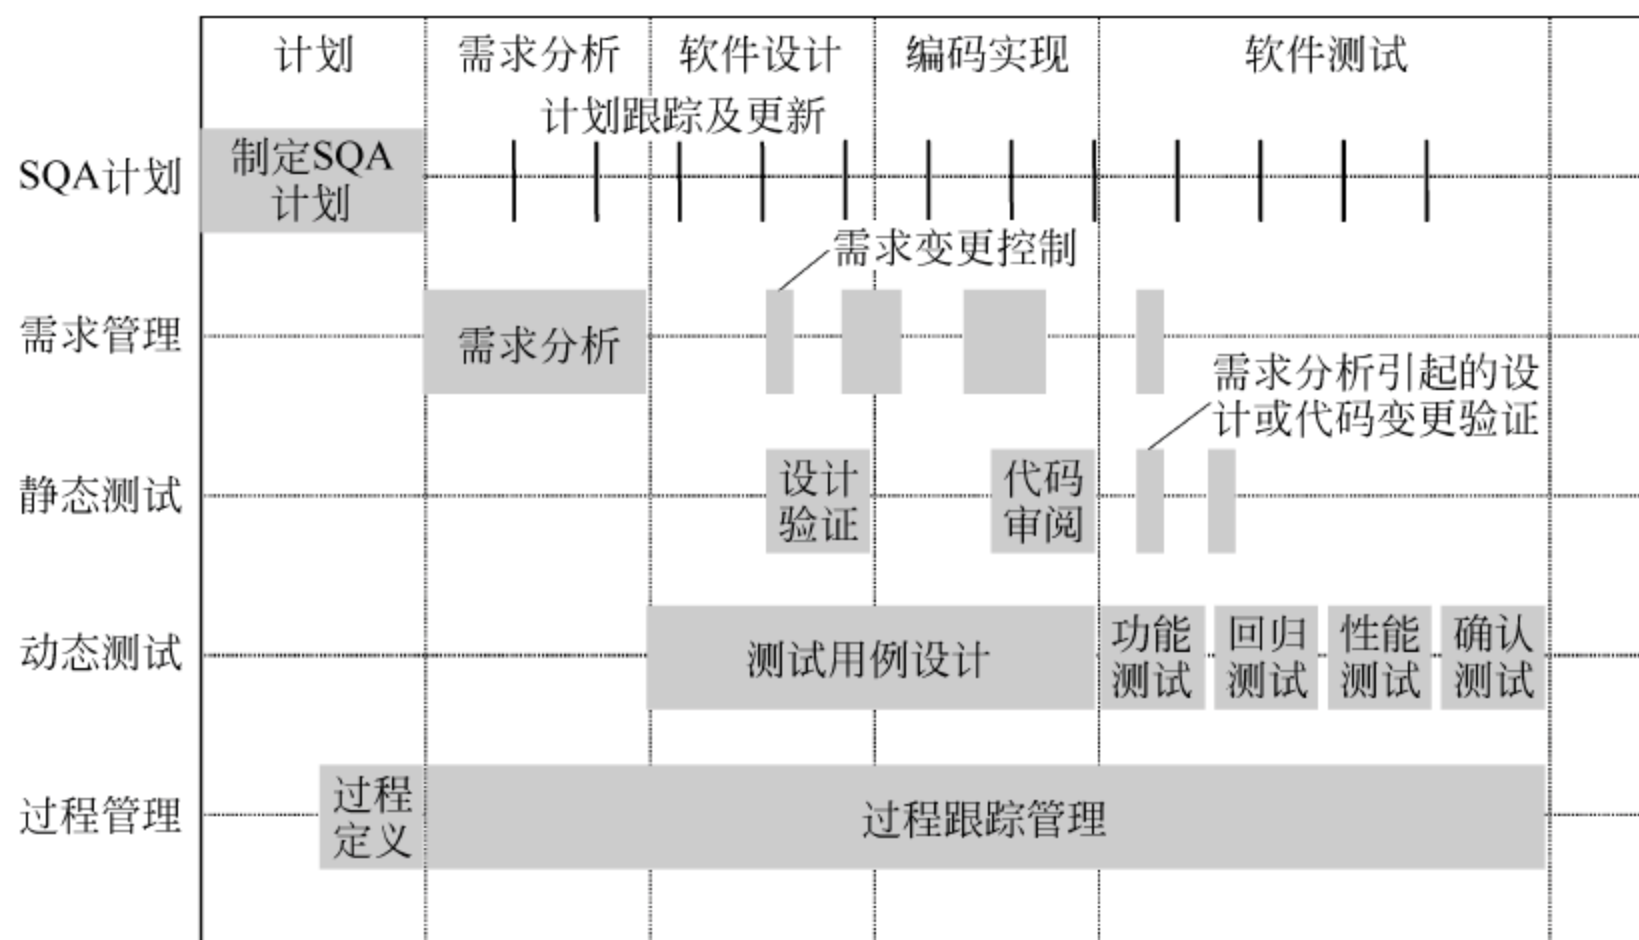 计划
需求分析
软件设计
编码实现
软件测试
计划跟踪及更新
SQA计划
制定SQA
计划
需求变更控制
需求管理
需求分析
需求分析引起的设
计或代码变更验证
静态测试
设计
验证
代码
审阅
动态测试
测试用例设计
功能
测试
回归
测试
性能
测试
确认
测试
过程管理
过程
定义
过程跟踪管理